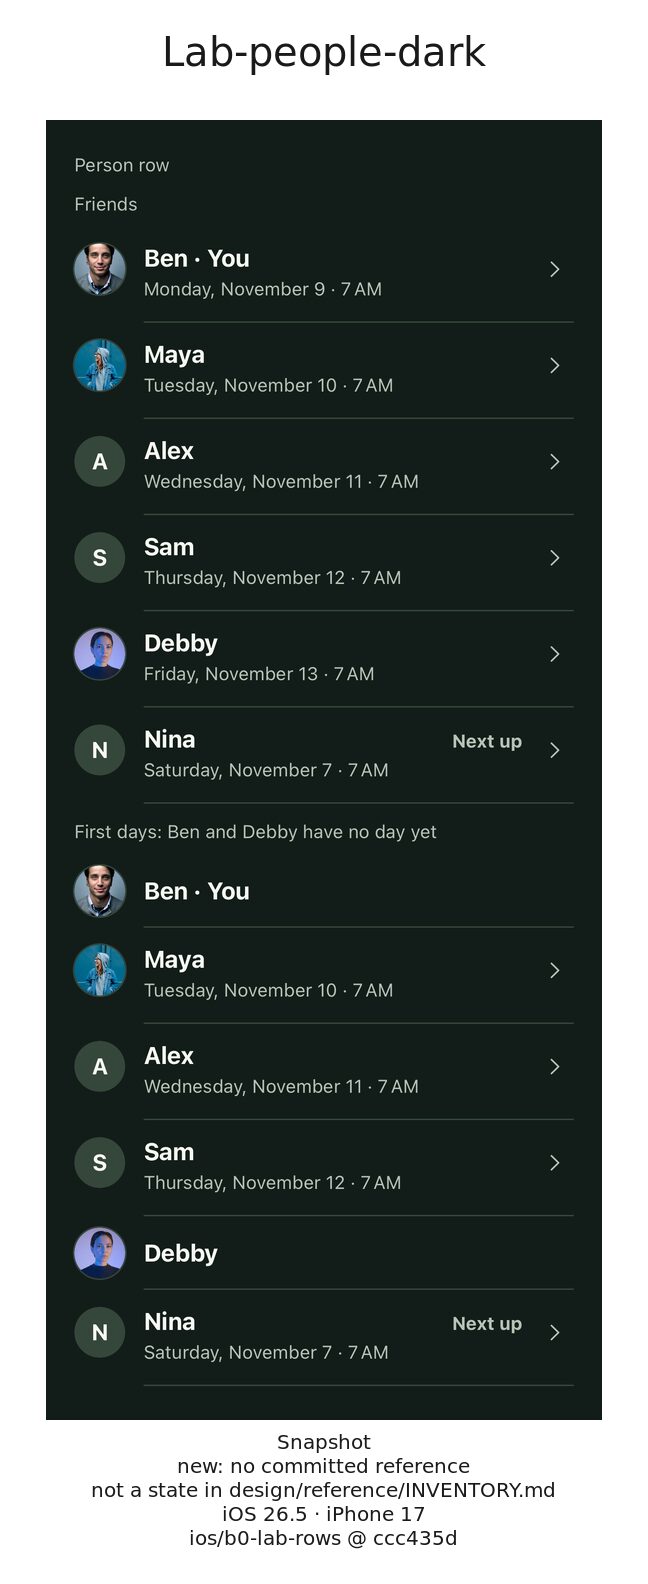 Lab-people-dark
Person row
Friends
Ben · You
Monday, November 9 · 7 AM
Maya
Tuesday, November 10 · 7 AM
A
Alex
Wednesday, November 11 · 7 AM
S
Sam
Thursday, November 12 · 7 AM
Debby
Friday, November 13 · 7 AM
N
Nina
Next up
Saturday, November 7 · 7 AM
First days: Ben and Debby have no day yet
Ben · You
Maya
Tuesday, November 10 · 7 AM
A
Alex
Wednesday, November 11 · 7 AM
S
Sam
Thursday, November 12 · 7 AM
Debby
N
Nina
Next up
Saturday, November 7 · 7 AM
Snapshot
new: no committed reference
not a state in design/reference/INVENTORY.md
iOS 26.5 · iPhone 17
ios/b0-lab-rows @ ccc435d